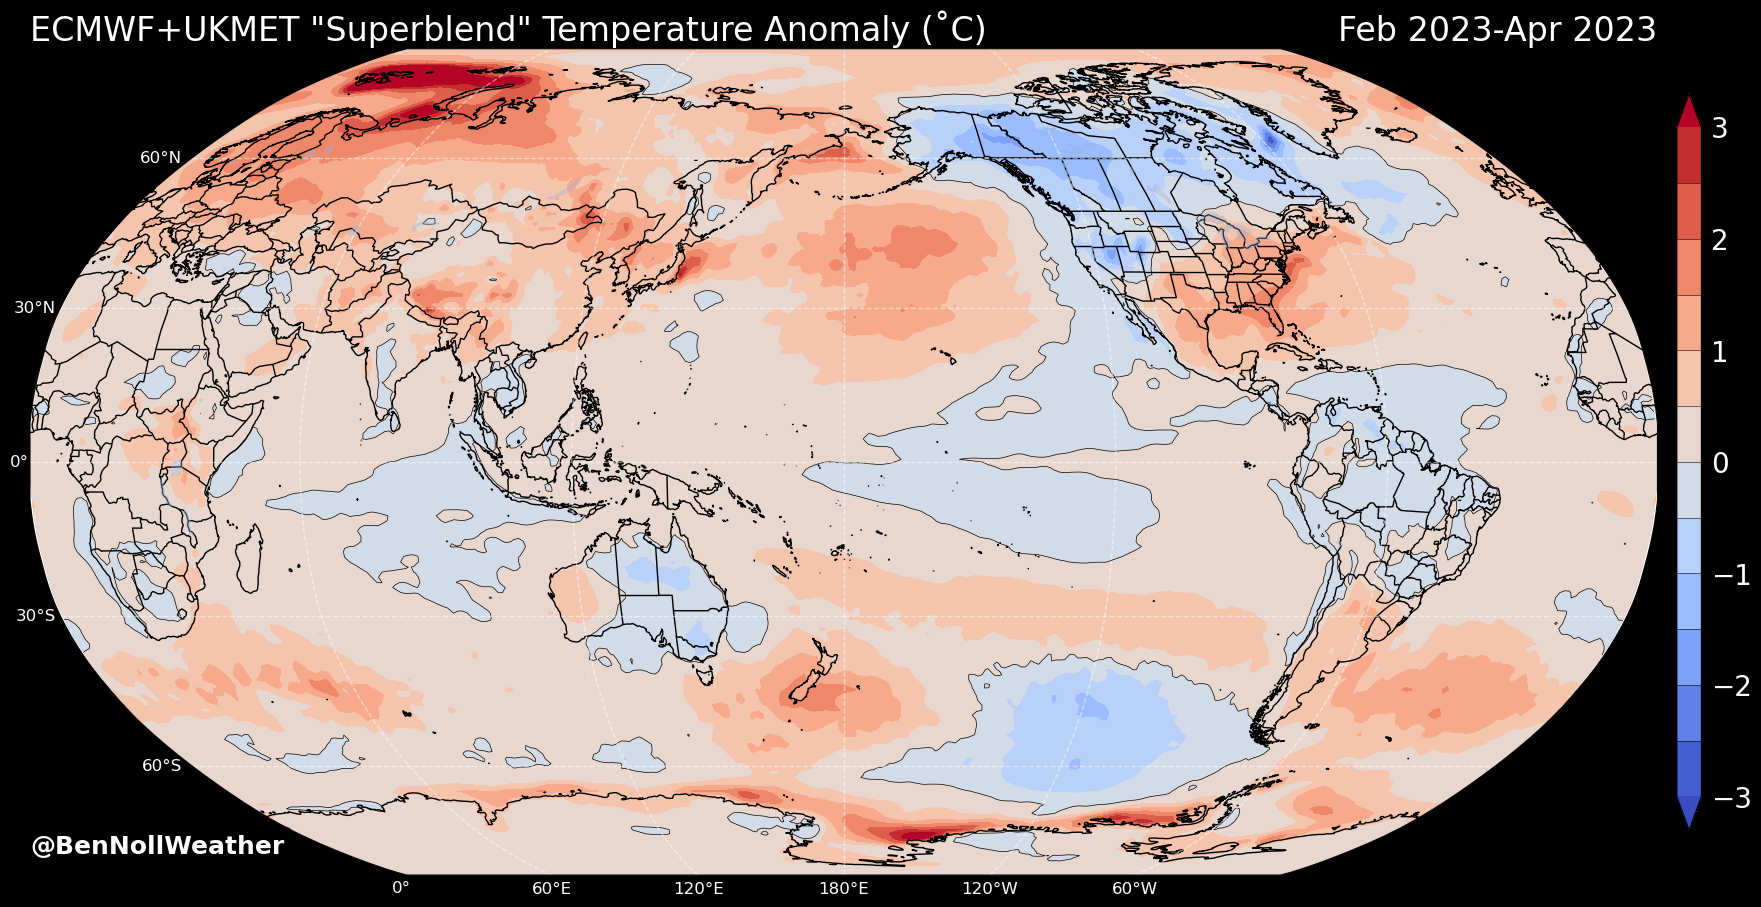 ECMWF+UKMET "Superblend" Temperature Anomaly (˚C)
Feb 2023-Apr 2023
3
60°N
2
30°N
1
0°
0
−1
30°S
−2
60°S
−3
@BenNollWeather
0°
60°E
120°E
180°E
120°W
60°W